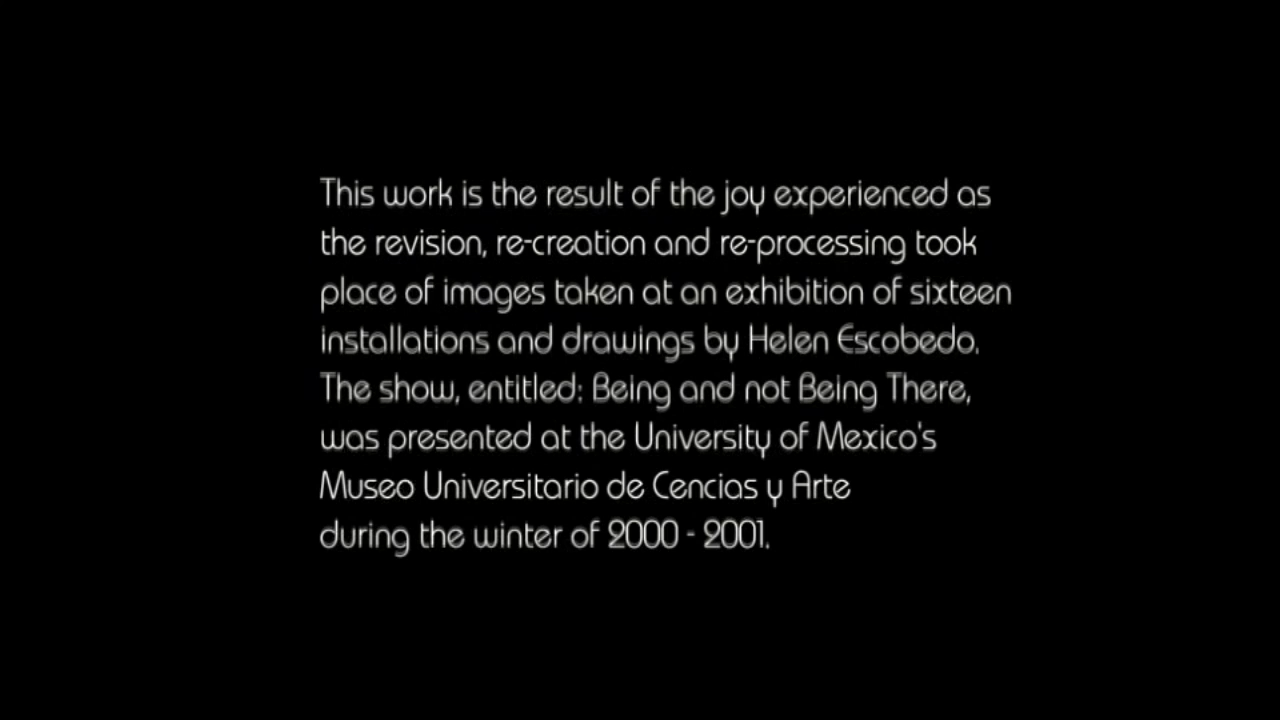 This work is the result of the joy experienced as
the revision, re-creation and re-processing took
place of images taken at an exhibition of sixteen
installations and drawings by Helen Escobedo.
The show, entitled: Being and not Being There,
was presented at the University of Mexico's
Museo Universitario de Cencias y Arte
during the winter of 2000 - 2001.